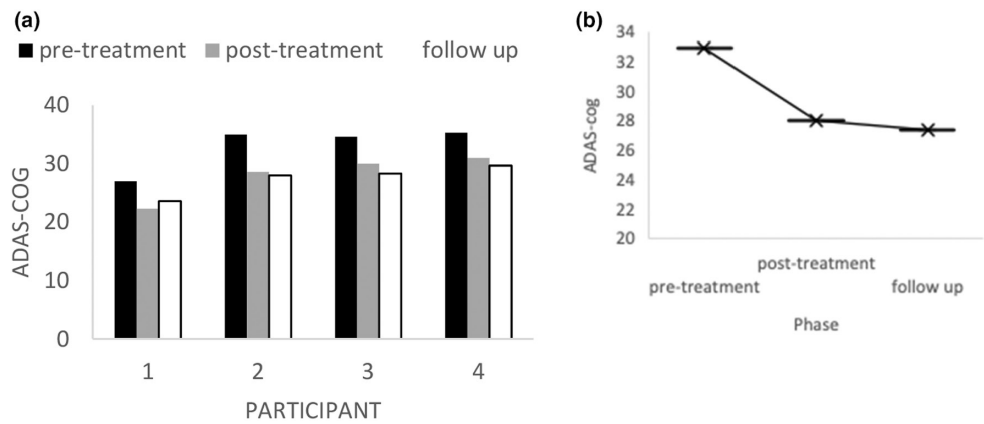 (a)
pre-treatment post-treatment follow up
40
30
20
10
0
ADAS-COG
1 2 3 4
PARTICIPANT
(b)
34
32
30
28
26
24
22
20
ADAS-cog
post-treatment
pre-treatment follow up
Phase